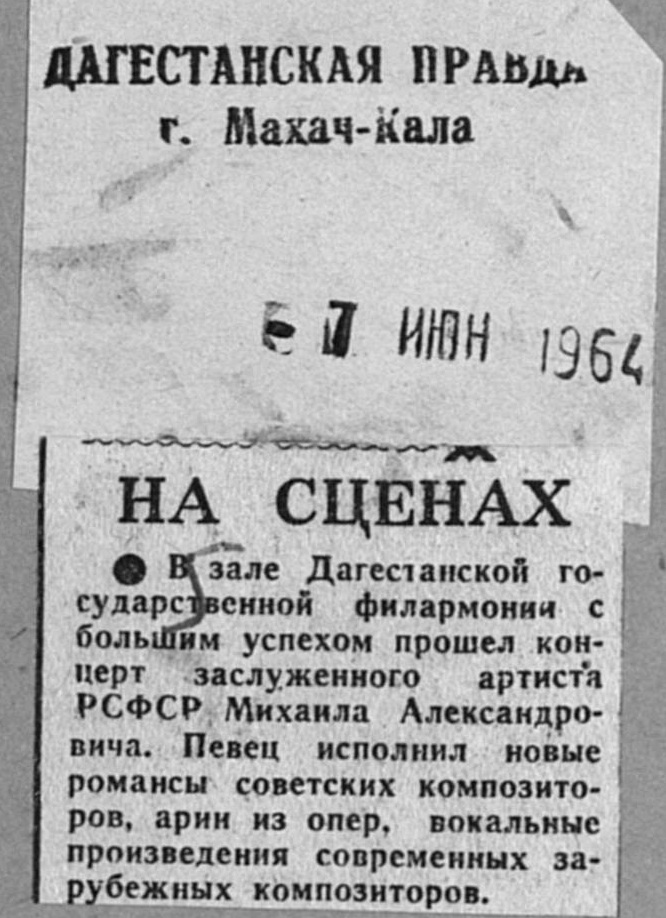 ДАГЕСТАНСКАЯ ПРАВДА
г. Махач-Кала
7 ИЮН 1964
НА СЦЕНАХ
● В зале Дагестанской го-
сударственной филармонии с
большим успехом прошел кон-
церт заслуженного артиста
РСФСР Михаила Александро-
вича. Певец исполнил новые
романсы советских композито-
ров, арии из опер, вокальные
произведения современных за-
рубежных композиторов.